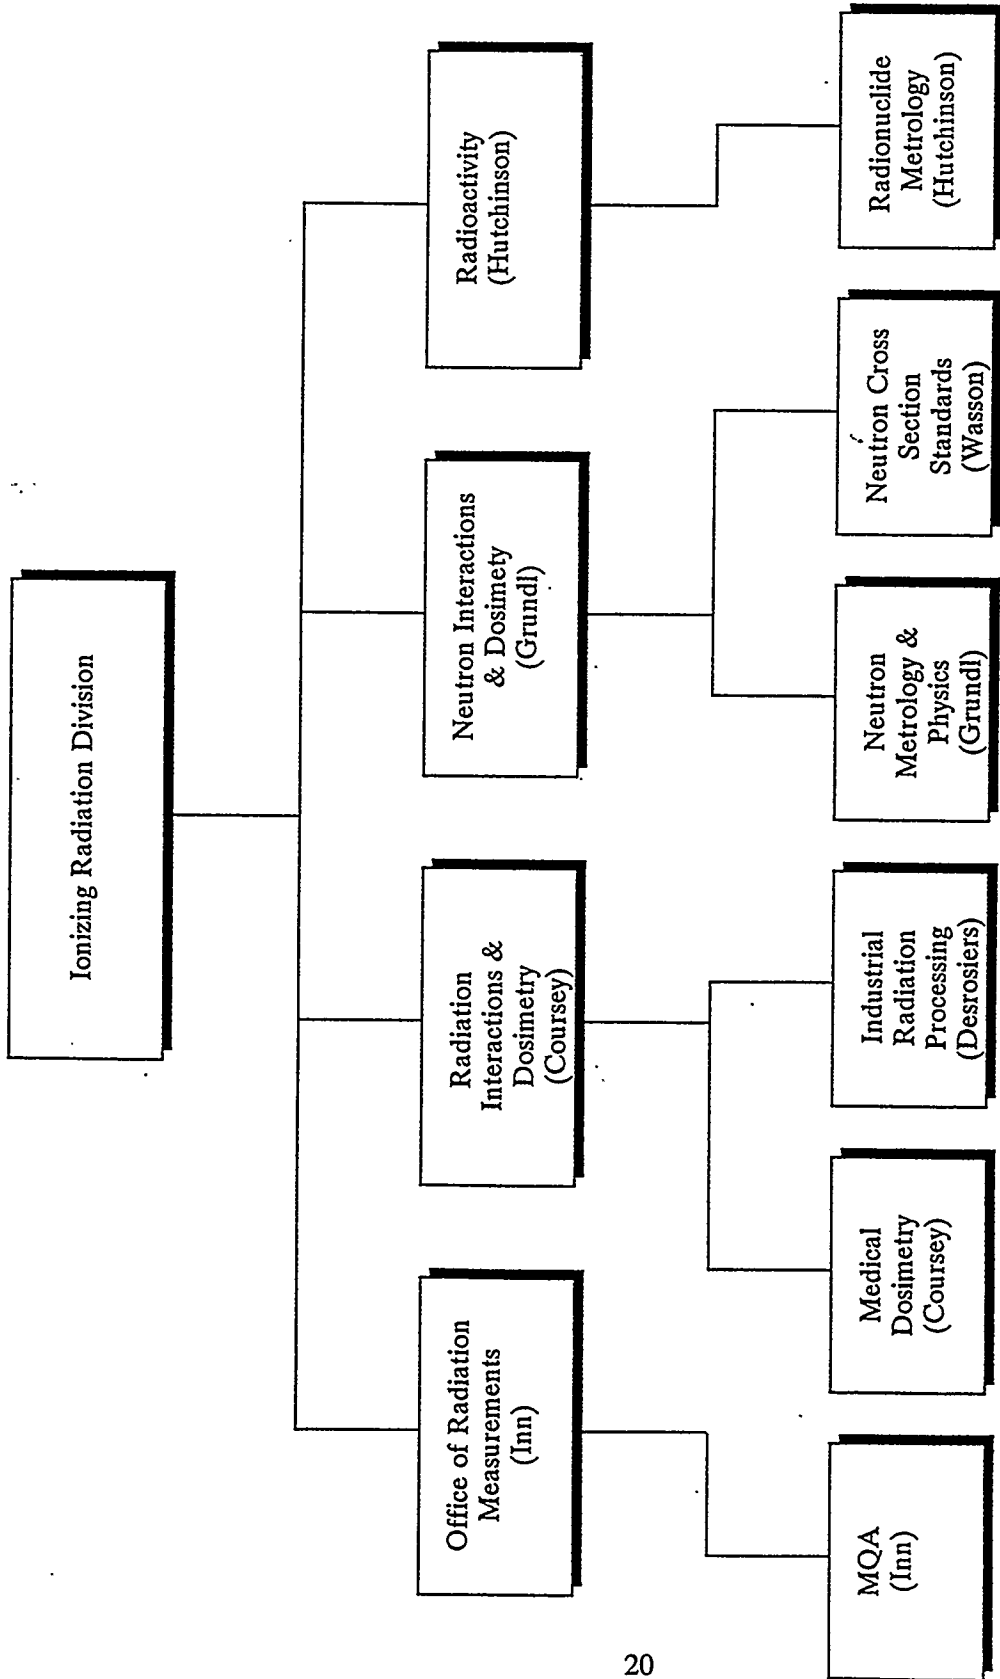 Ionizing Radiation Division
Office of Radiation
Measurements
(Inn)
Radiation
Interactions &
Dosimetry
(Coursey)
Neutron Interactions
& Dosimety
(Grundl)
Radioactivity
(Hutchinson)
MQA
(Inn)
Medical
Dosimetry
(Coursey)
Industrial
Radiation
Processing
(Desrosiers)
Neutron
Metrology &
Physics
(Grundl)
Neutron Cross
Section
Standards
(Wasson)
Radionuclide
Metrology
(Hutchinson)
20